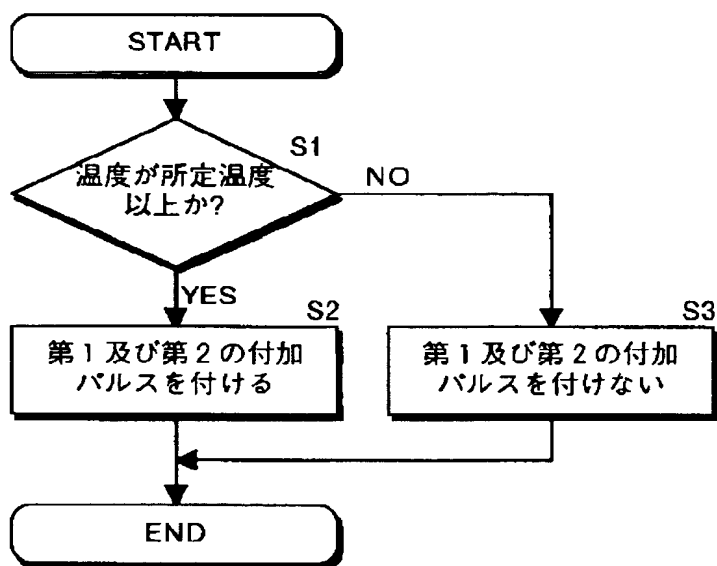 START
S1
温度が所定温度
以上か?
NO
YES
S2
第1及び第2の付加
パルスを付ける
S3
第1及び第2の付加
パルスを付けない
END